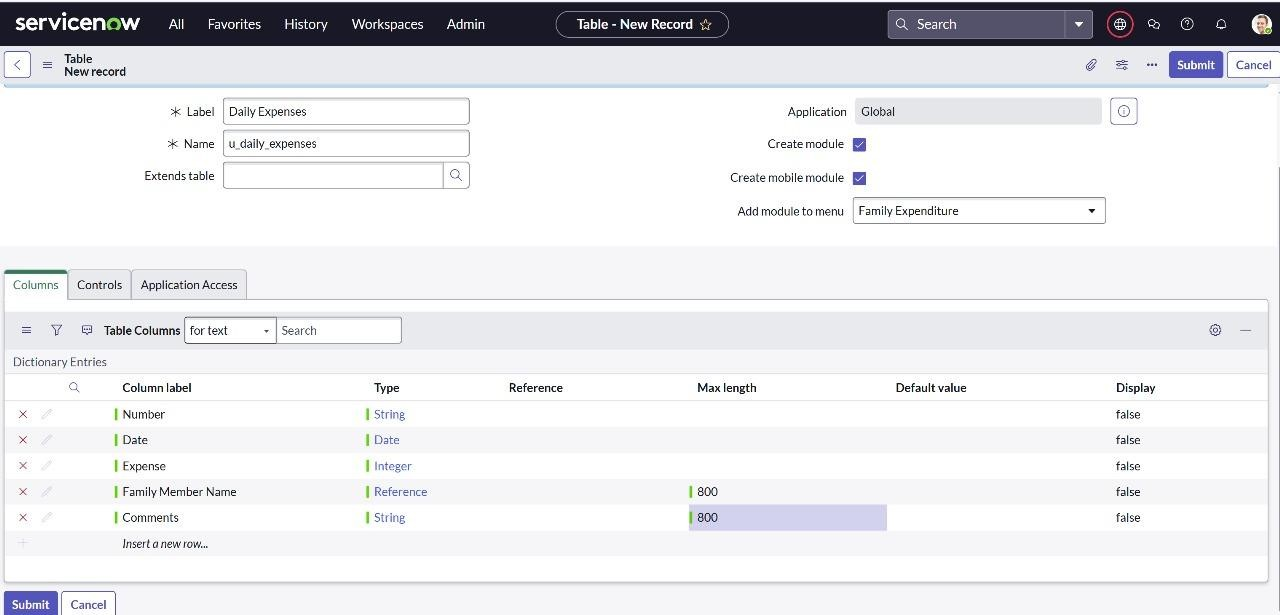 servicenow All Favorites History Workspaces Admin Table - New Record Search
Table
New record
Submit Cancel
Label Daily Expenses Application Global
Name u_daily_expenses Create module
Extends table Create mobile module
Add module to menu Family Expenditure
Columns Controls Application Access
Table Columns for text Search
Dictionary Entries
Column label Type Reference Max length Default value Display
Number String false
Date Date false
Expense Integer false
Family Member Name Reference 800 false
Comments String 800 false
Insert a new row...
Submit Cancel